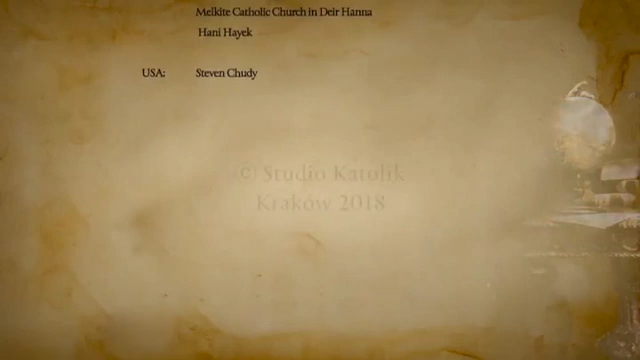 Melkite Catholic Church in Deir Hanna
Hani Hayek
USA: Steven Chudy
© Studio Katolik
Kraków 2018